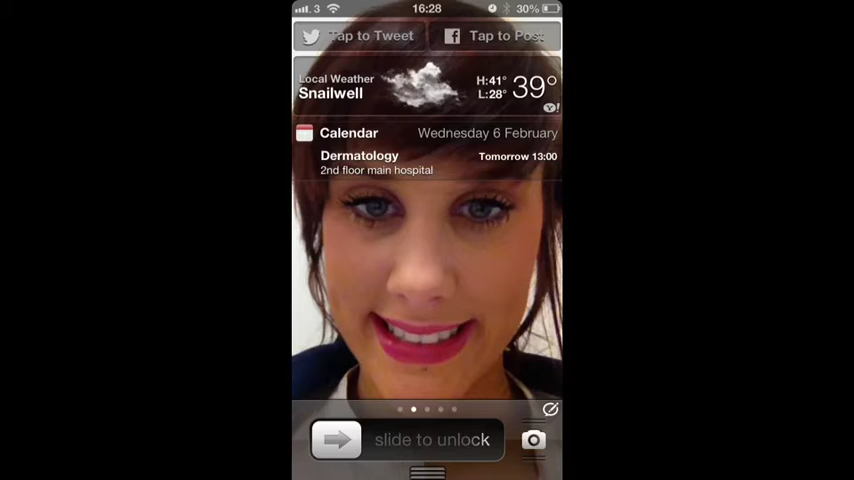 3 16:28 30%
Tap to Tweet Tap to Post
Local Weather
Snailwell
H:41°
L:28°
39°
Y!
Calendar Wednesday 6 February
Dermatology Tomorrow 13:00
2nd floor main hospital
slide to unlock